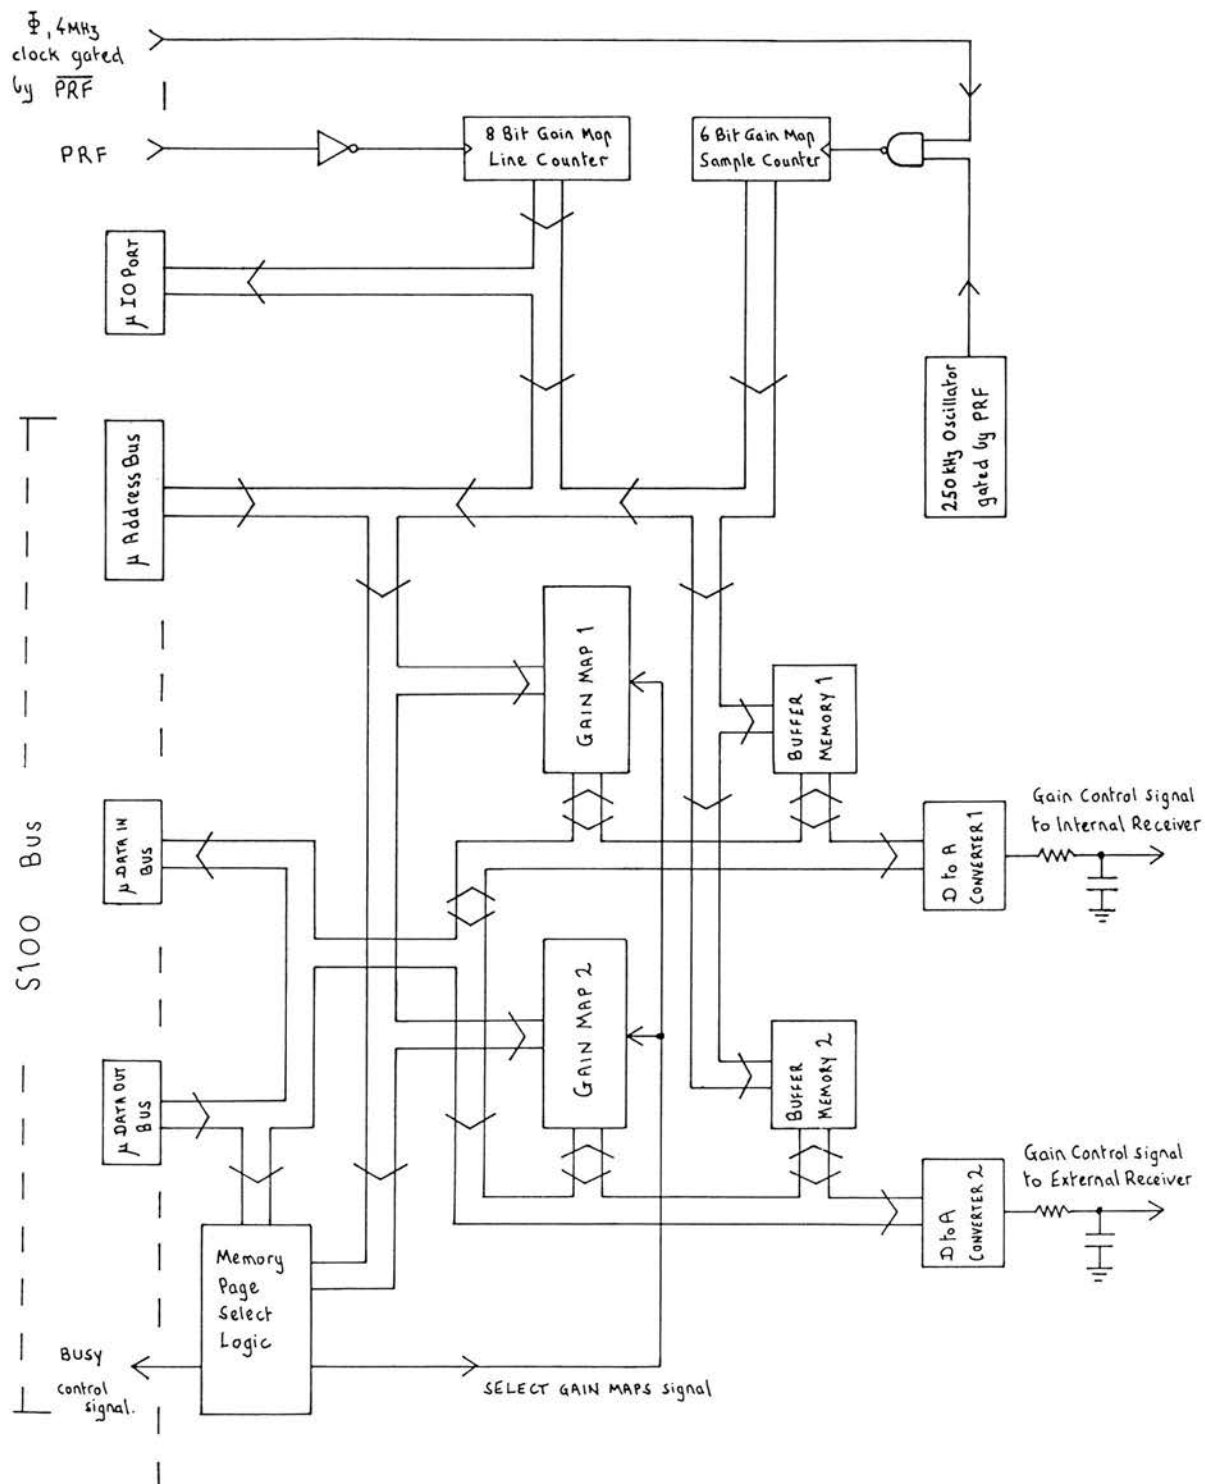 Φ, 4MHz
clock gated
by PRF
PRF
8 Bit Gain Map
Line Counter
6 Bit Gain Map
Sample Counter
μ IO PORT
250kHz Oscillator
gated by PRF
μ Address Bus
GAIN MAP 1
BUFFER
MEMORY 1
S100 Bus
μ DATA IN
BUS
D to A
CONVERTER 1
Gain Control signal
to Internal Receiver
GAIN MAP 2
BUFFER
MEMORY 2
μ DATA OUT
BUS
D to A
CONVERTER 2
Gain Control signal
to External Receiver
Memory
Page
Select
Logic
BUSY
control
signal.
SELECT GAIN MAPS signal